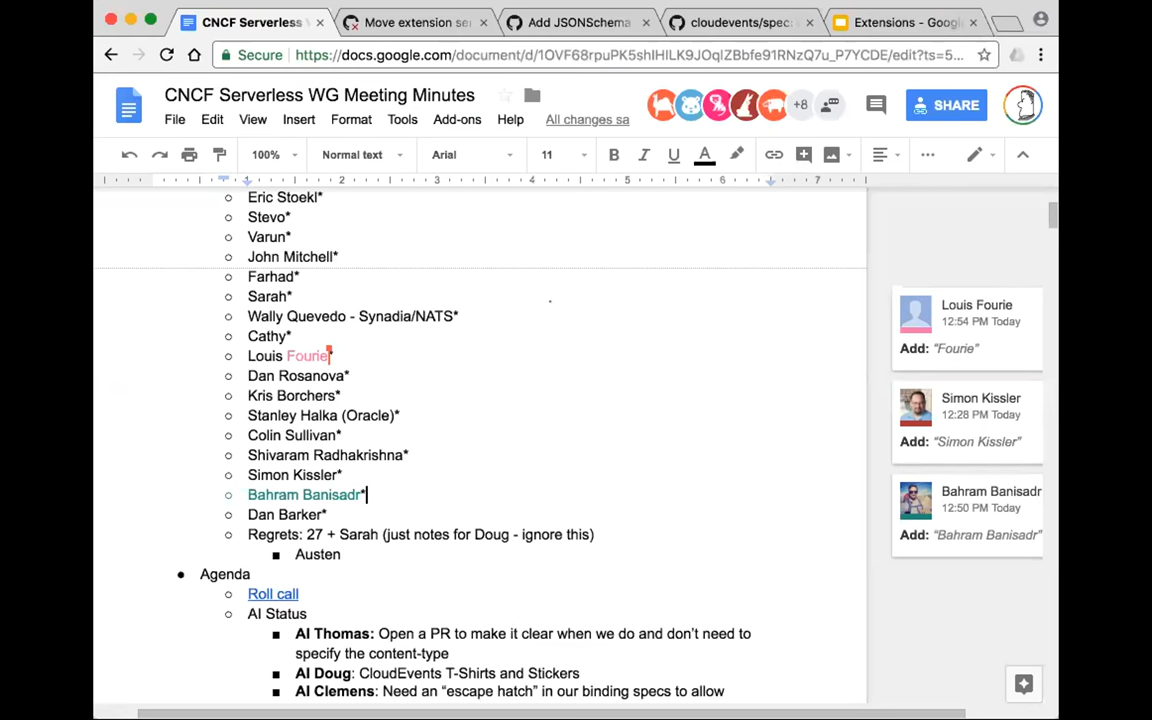 CNCF Serverless
Move extension se
Add JSONSchema
cloudevents/spec:
Extensions - Goog
Secure
https://docs.google.com/document/d/1OVF68rpuPK5shIHlLK9JOqlZBbfe91RNzQ7u_P7YCDE/edit?ts=5...
CNCF Serverless WG Meeting Minutes
+8
SHARE
File Edit View Insert Format Tools Add-ons Help All changes sa
100% Normal text Arial 11 B I U A
1 2 3 4 5 6 7
Eric Stoekl*
Stevo*
Varun*
John Mitchell*
Farhad*
Sarah*
Wally Quevedo - Synadia/NATS*
Cathy*
Louis Fourie*
Dan Rosanova*
Kris Borchers*
Stanley Halka (Oracle)*
Colin Sullivan*
Shivaram Radhakrishna*
Simon Kissler*
Bahram Banisadr*
Dan Barker*
Regrets: 27 + Sarah (just notes for Doug - ignore this)
Austen
Agenda
Roll call
AI Status
AI Thomas: Open a PR to make it clear when we do and don’t need to
specify the content-type
AI Doug: CloudEvents T-Shirts and Stickers
AI Clemens: Need an “escape hatch” in our binding specs to allow
Louis Fourie
12:54 PM Today
Add: “Fourie”
Simon Kissler
12:28 PM Today
Add: “Simon Kissler”
Bahram Banisadr
12:50 PM Today
Add: “Bahram Banisadr”